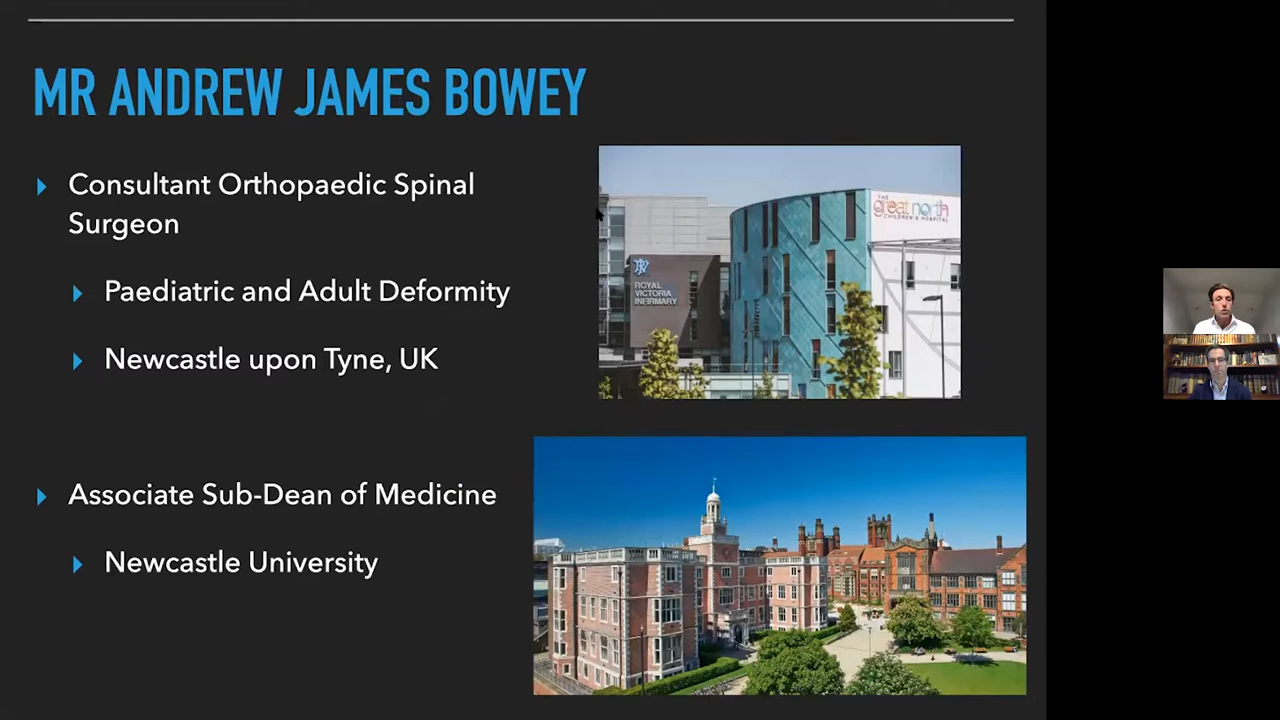 MR ANDREW JAMES BOWEY
Consultant Orthopaedic Spinal
Surgeon
Paediatric and Adult Deformity
Newcastle upon Tyne, UK
Associate Sub-Dean of Medicine
Newcastle University
ROYAL
VICTORIA
INFIRMARY
THE
great north
CHILDREN'S HOSPITAL